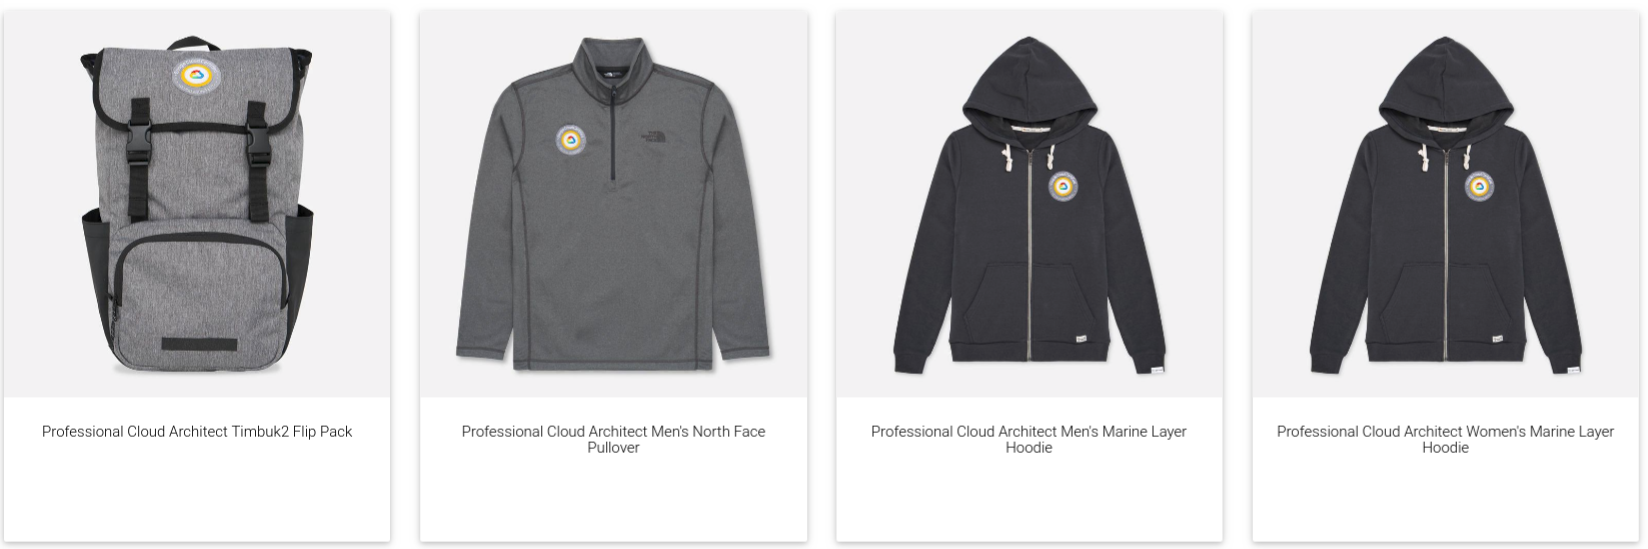 Professional Cloud Architect Timbuk2 Flip Pack
Professional Cloud Architect Men's North Face
Pullover
Professional Cloud Architect Men's Marine Layer
Hoodie
Professional Cloud Architect Women's Marine Layer
Hoodie